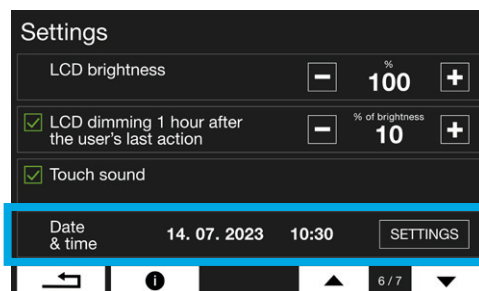 Settings
LCD brightness
%
− 100 +
LCD dimming 1 hour after
the user's last action
% of brightness
− 10 +
Touch sound
Date
& time
14. 07. 2023 10:30 SETTINGS
i
6/7